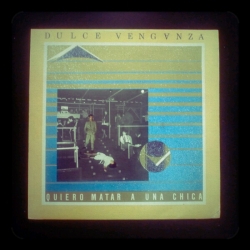 DULCE VENGANZA
QUIERO MATAR A UNA CHICA